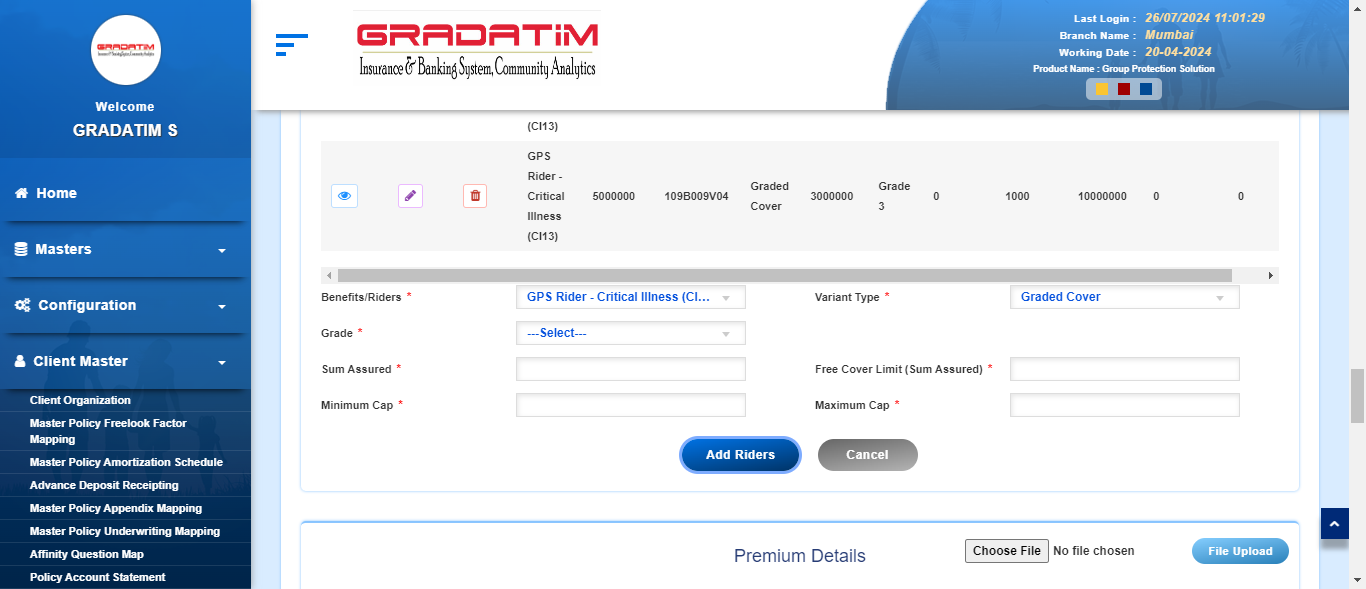 GRADATIM
Welcome
GRADATIM S
Home
Masters
Configuration
Client Master
Client Organization
Master Policy Freelook Factor
Mapping
Master Policy Amortization Schedule
Advance Deposit Receipting
Master Policy Appendix Mapping
Master Policy Underwriting Mapping
Affinity Question Map
Policy Account Statement
GRADATIM
Insurance & Banking System, Community Analytics
Last Login : 26/07/2024 11:01:29
Branch Name : Mumbai
Working Date : 20-04-2024
Product Name : Group Protection Solution
(CI13)
GPS
Rider -
Critical
Illness
(CI13)
5000000
109B009V04
Graded
Cover
3000000
Grade
3
0
1000
10000000
0
0
Benefits/Riders * GPS Rider - Critical Illness (CI... Variant Type * Graded Cover
Grade * ---Select---
Sum Assured * Free Cover Limit (Sum Assured) *
Minimum Cap * Maximum Cap *
Add Riders Cancel
Premium Details Choose File No file chosen File Upload